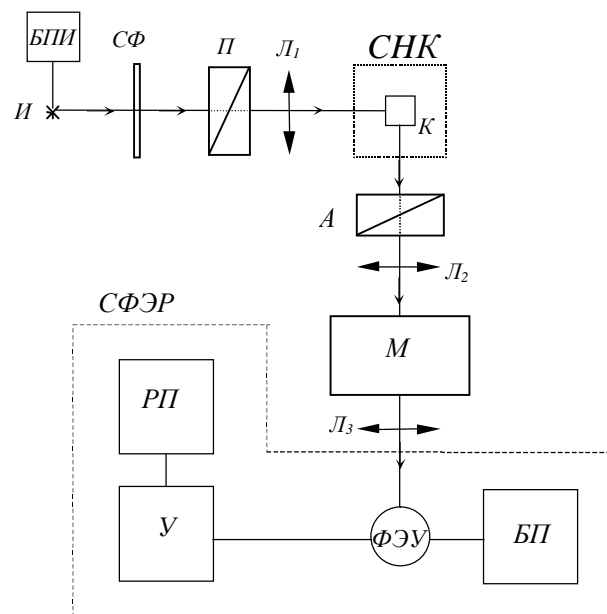 БПИ
СФ
П
Л₁
СНК
И
К
А
Л₂
СФЭР
М
РП
Л₃
У
ФЭУ
БП